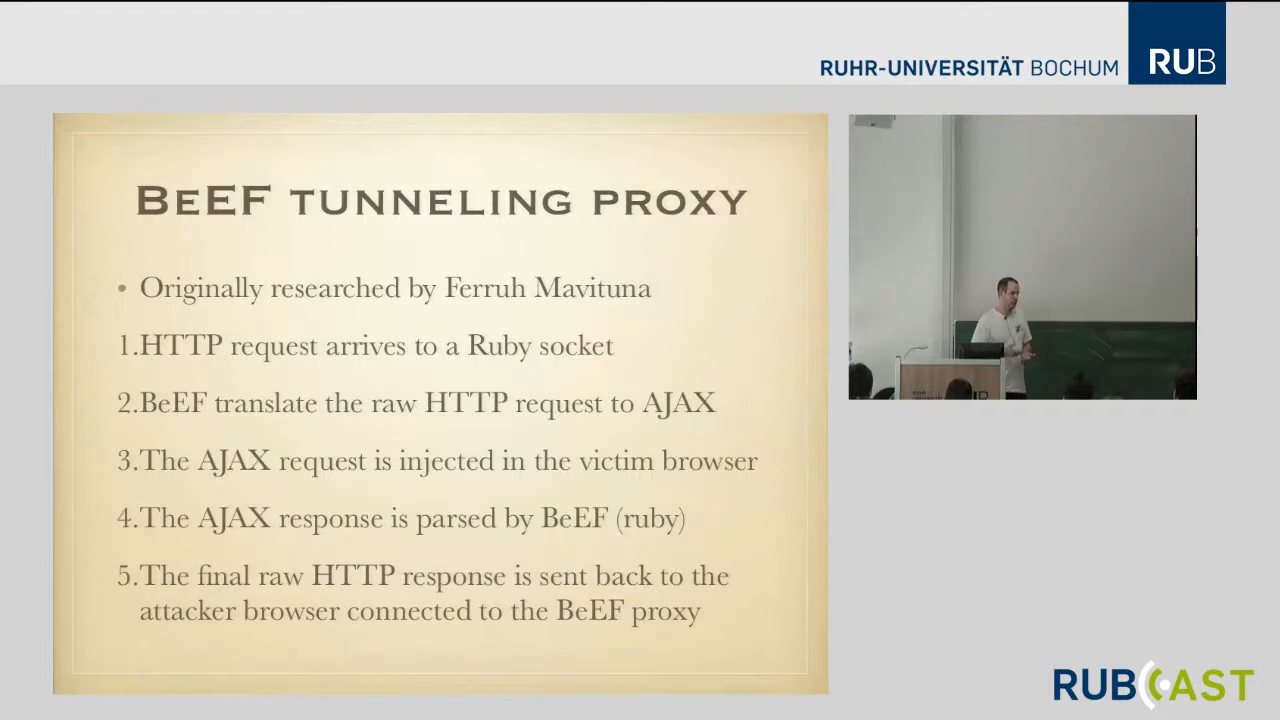 RUHR-UNIVERSITÄT BOCHUM RUB
BeEF tunneling proxy
• Originally researched by Ferruh Mavituna
1.HTTP request arrives to a Ruby socket
2.BeEF translate the raw HTTP request to AJAX
3.The AJAX request is injected in the victim browser
4.The AJAX response is parsed by BeEF (ruby)
5.The final raw HTTP response is sent back to the
attacker browser connected to the BeEF proxy
RUBCAST